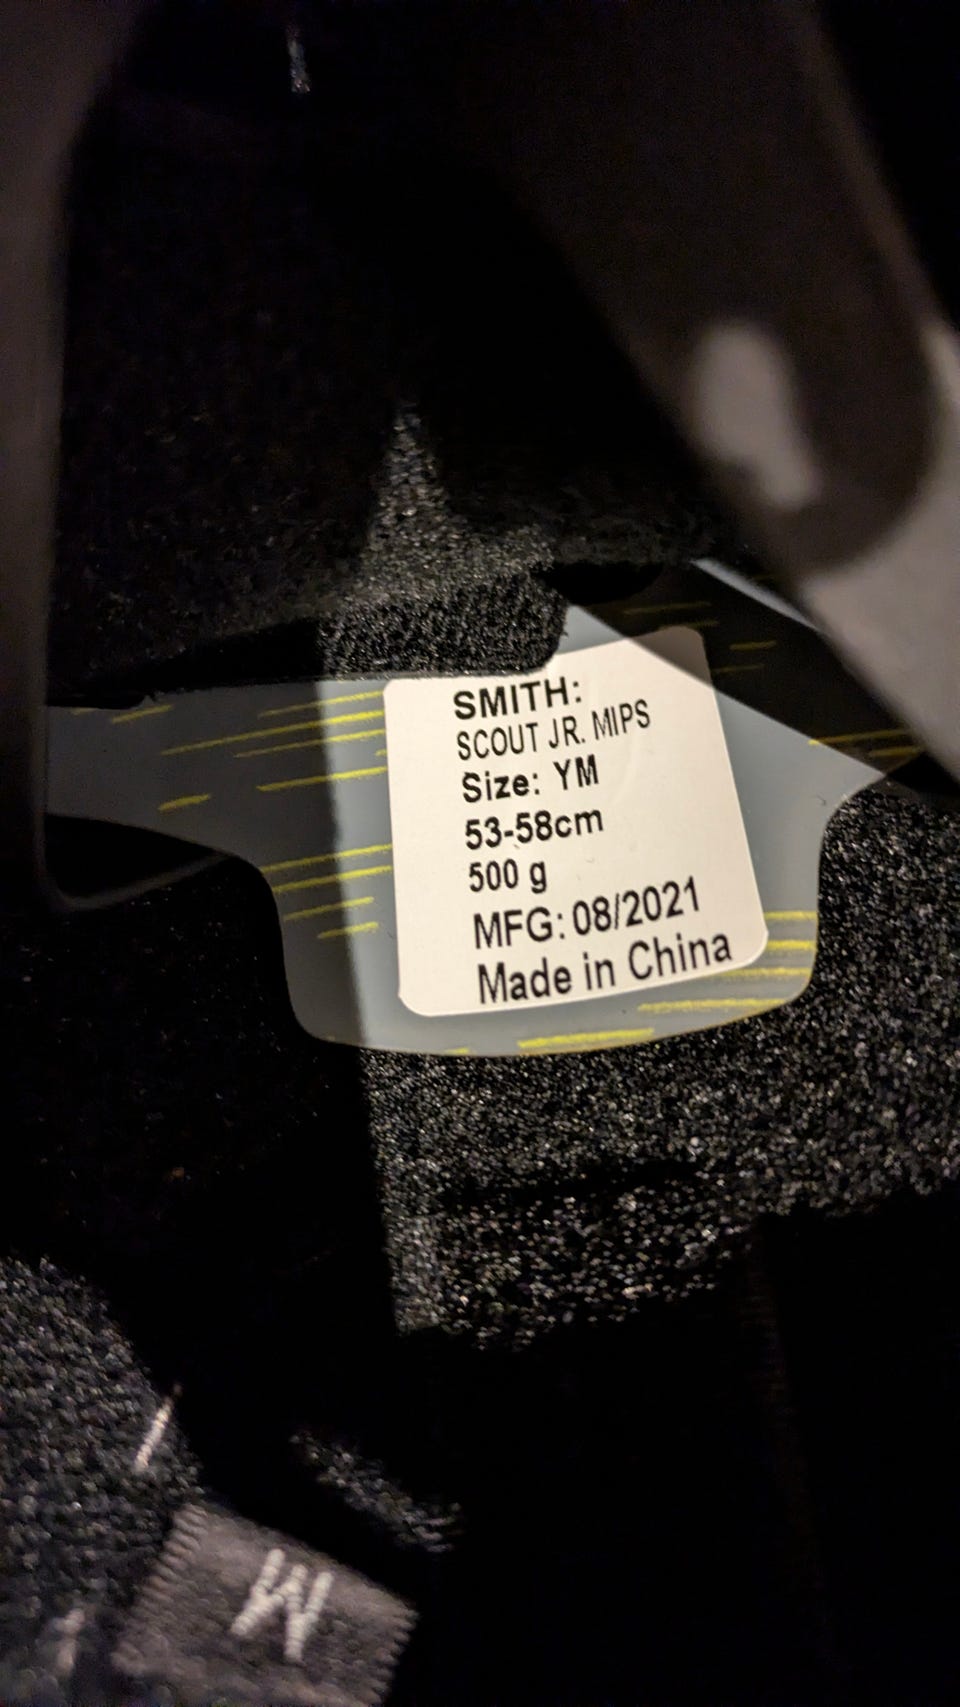 SMITH:
SCOUT JR. MIPS
Size: YM
53-58cm
500 g
MFG: 08/2021
Made in China
M